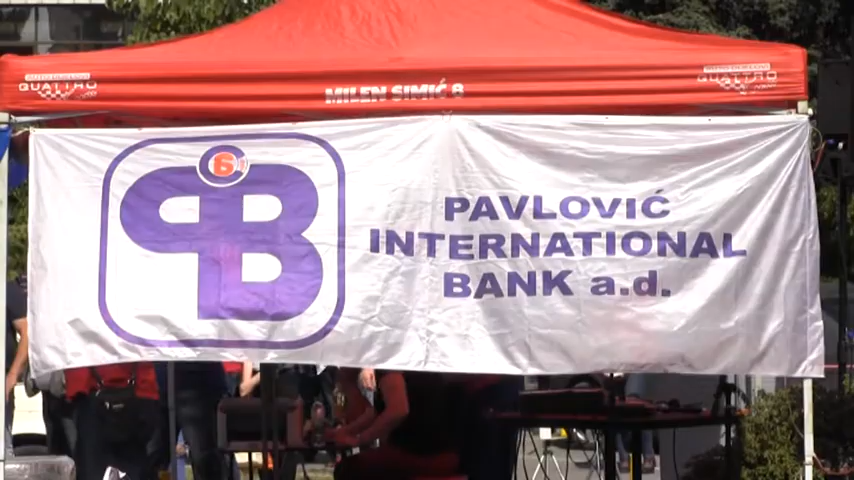 QUATTRO
MILEN SIMIĆ 8
QUATTRO
PAVLOVIĆ
INTERNATIONAL
BANK a.d.